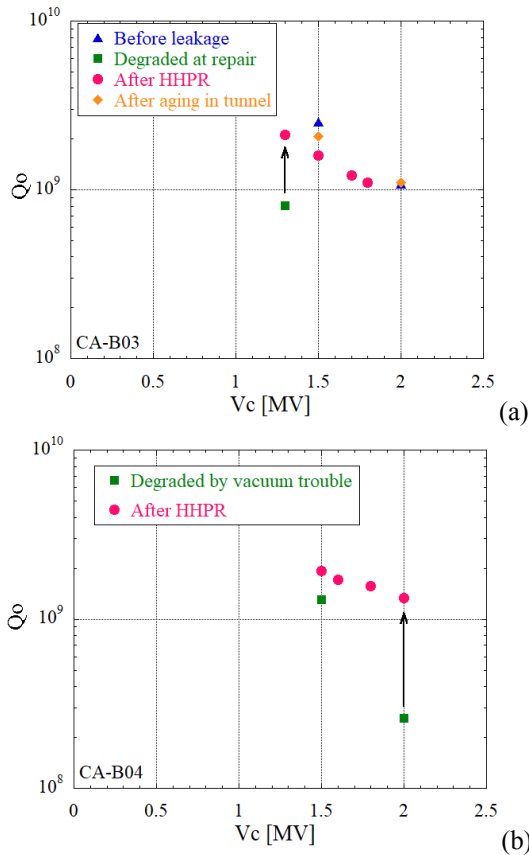 10^10
Before leakage
Degraded at repair
After HHPR
After aging in tunnel
Qo
10^9
10^8
CA-B03
0 0.5 1 1.5 2 2.5
Vc [MV]
(a)
10^10
Degraded by vacuum trouble
After HHPR
Qo
10^9
10^8
CA-B04
0 0.5 1 1.5 2 2.5
Vc [MV]
(b)